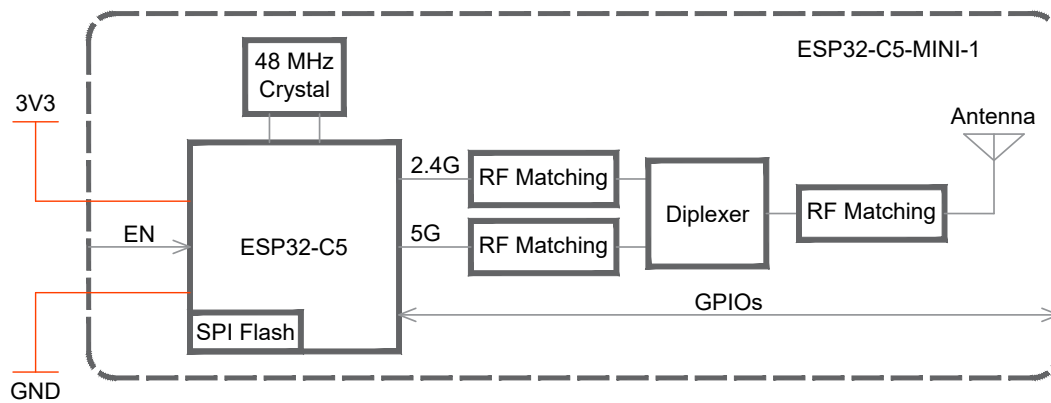 ESP32-C5-MINI-1
48 MHz
Crystal
3V3
Antenna
2.4G
RF Matching
Diplexer
RF Matching
EN
ESP32-C5
5G
RF Matching
GPIOs
SPI Flash
GND